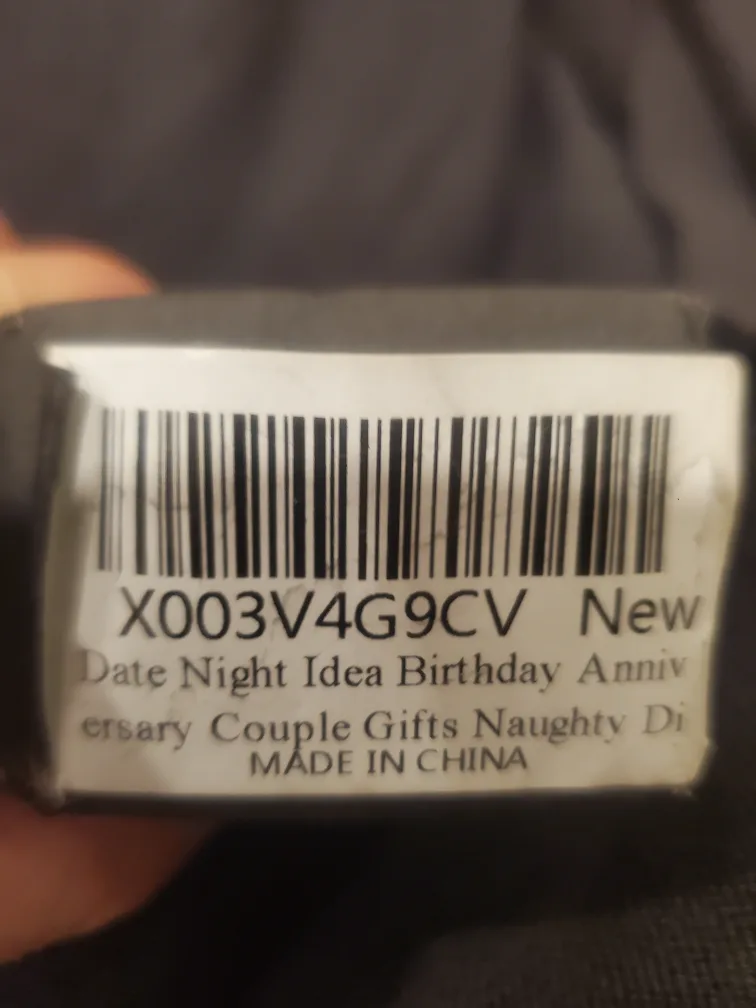 X003V4G9CV New
Date Night Idea Birthday Anniv
ersary Couple Gifts Naughty Di
MADE IN CHINA